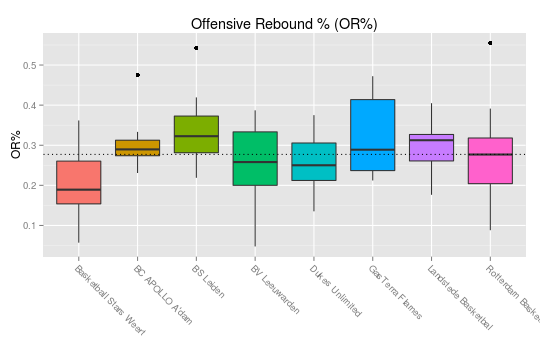 Offensive Rebound % (OR%)
OR%
0.5
0.4
0.3
0.2
0.1
Basketball Stars Weert
BC APOLLO A'dam
BS Leiden
BV Leeuwarden
Dukes Unlimited
GasTerra Flames
Landstede Basketbal
Rotterdam Baske